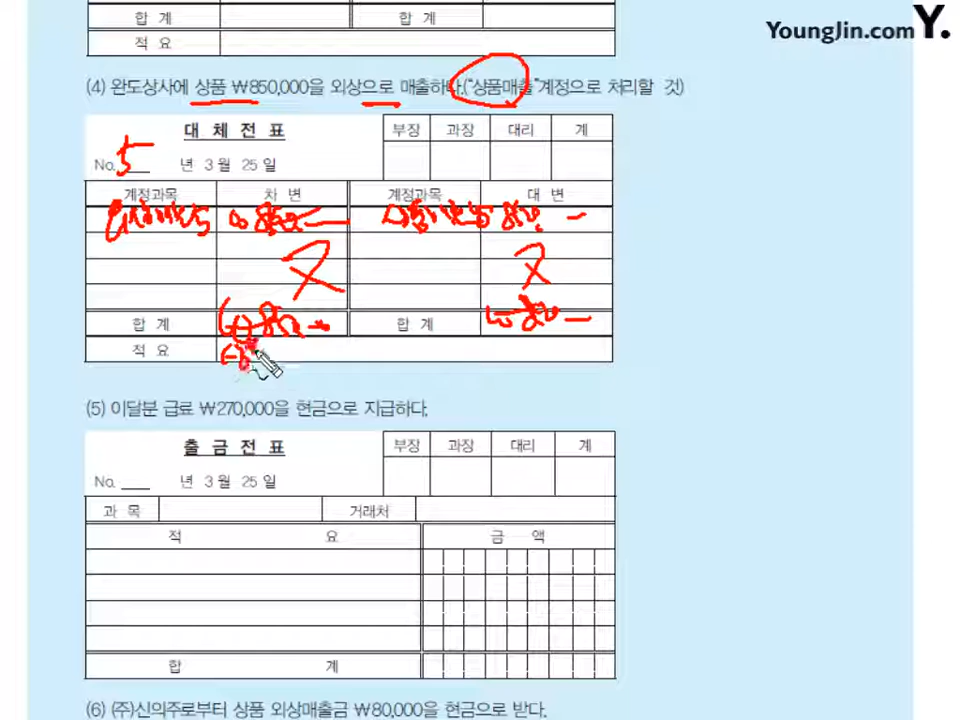 합 계 합 계
적 요
YoungJin.com Y.
(4) 완도상사에 상품 ₩850,000을 외상으로 매출하다.("상품매출"계정으로 처리할 것)
대 체 전 표 부장 과장 대리 계
No. 5 년 3 월 25 일
계정과목 차 변 계정과목 대 변
합 계 합 계
적 요
(5) 이달분 급료 ₩270,000을 현금으로 지급하다.
출 금 전 표 부장 과장 대리 계
No. 년 3 월 25 일
과 목 거래처
적 요 금 액
합 계
(6) (주)신의주로부터 상품 외상매출금 ₩80,000을 현금으로 받다.